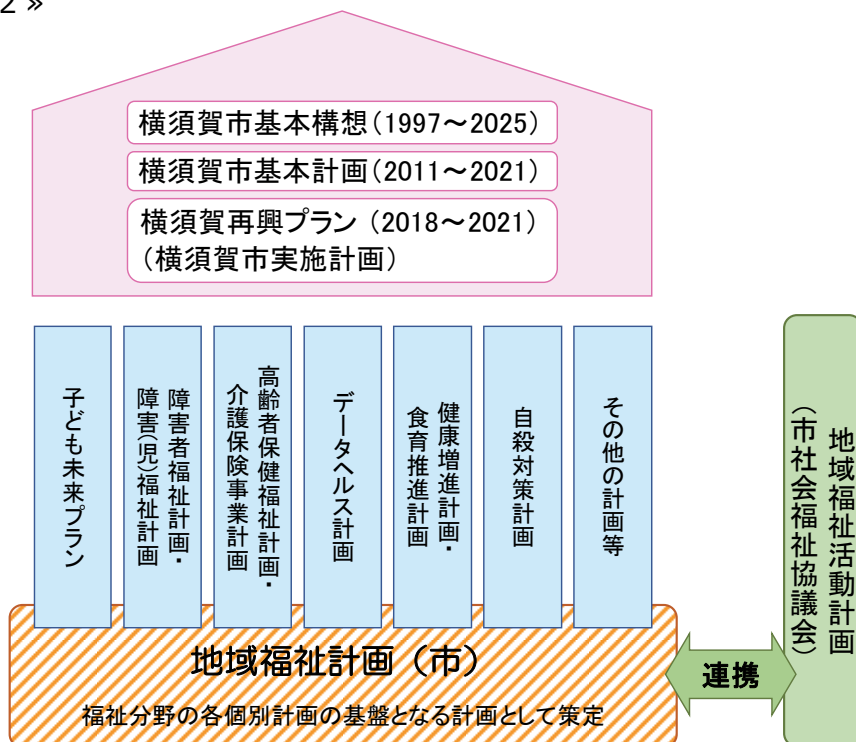 2 »
横須賀市基本構想（1997～2025）
横須賀市基本計画（2011～2021）
横須賀再興プラン（2018～2021）
（横須賀市実施計画）
子ども未来プラン
障害者福祉計画・
障害（児）福祉計画
高齢者保健福祉計画・
介護保険事業計画
データヘルス計画
健康増進計画・
食育推進計画
自殺対策計画
その他の計画等
地域福祉計画（市）
福祉分野の各個別計画の基盤となる計画として策定
連携
地域福祉活動計画
（市社会福祉協議会）